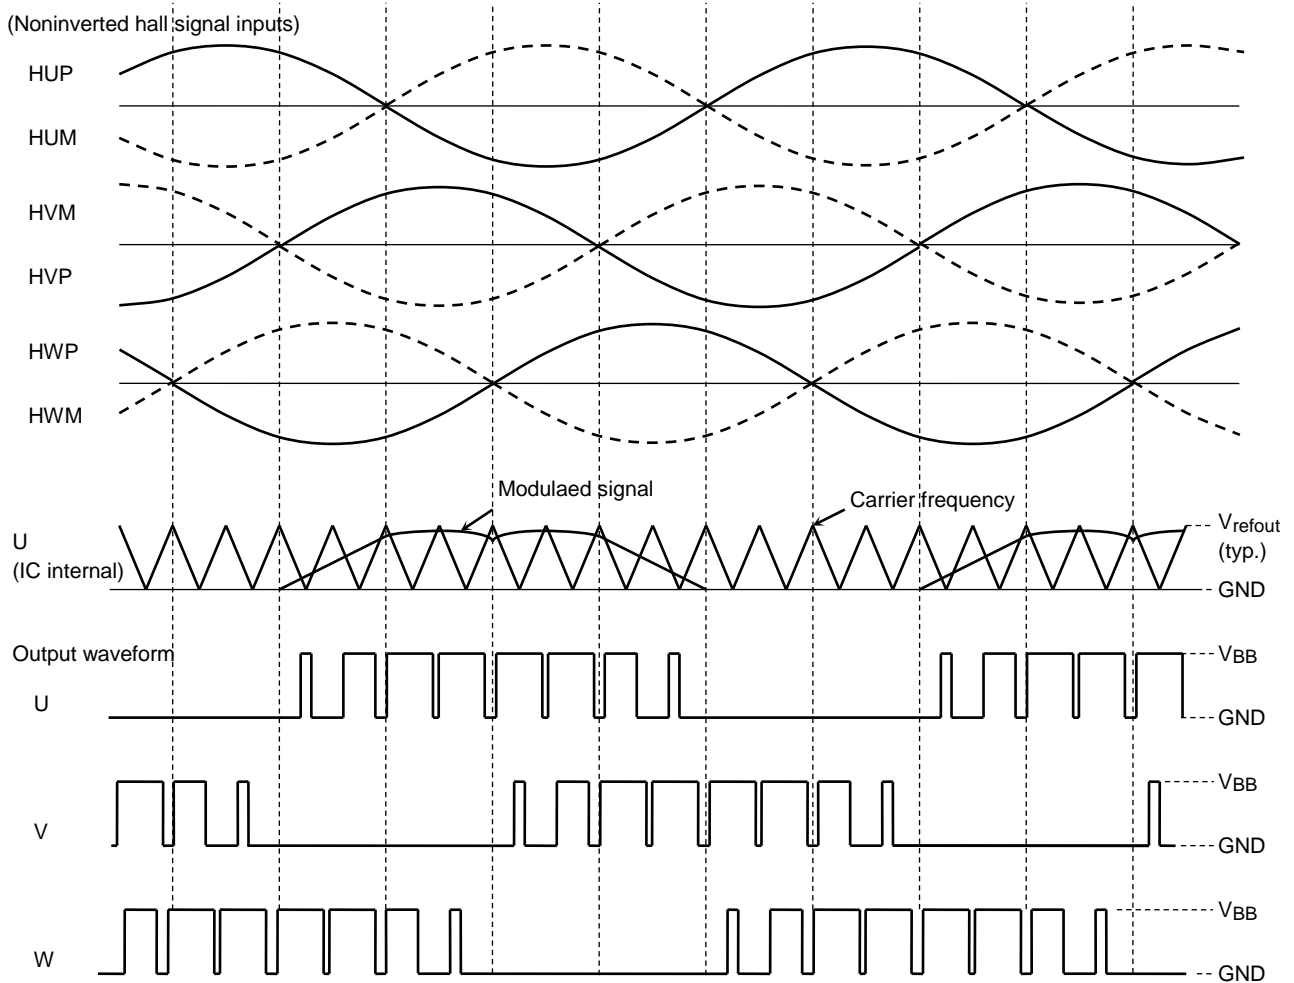 (Noninverted hall signal inputs)
HUP
HUM
HVM
HVP
HWP
HWM
Modulaed signal
Carrier frequency
U
(IC internal)
Vrefout
(typ.)
GND
Output waveform
U
VBB
GND
V
VBB
GND
W
VBB
GND